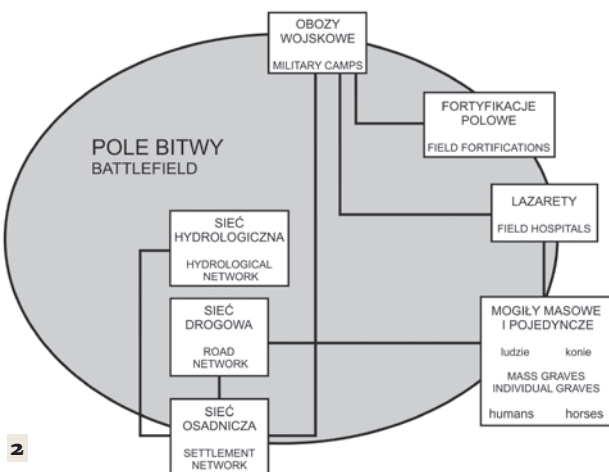 OBOZY
WOJSKOWE
MILITARY CAMPS
FORTYFIKACJE
POLOWE
FIELD FORTIFICATIONS
POLE BITWY
BATTLEFIELD
LAZARETY
FIELD HOSPITALS
SIEĆ
HYDROLOGICZNA
HYDROLOGICAL
NETWORK
SIEĆ
DROGOWA
ROAD
NETWORK
MOGIŁY MASOWE
I POJEDYNCZE
ludzie konie
MASS GRAVES
INDIVIDUAL GRAVES
humans horses
SIEĆ
OSADNICZA
SETTLEMENT
NETWORK
2